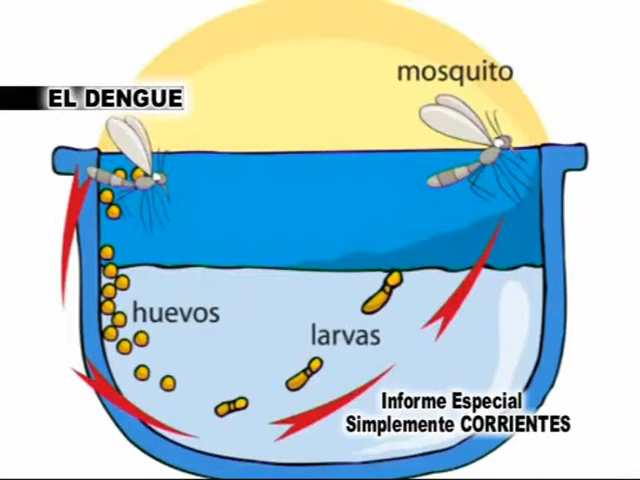 mosquito
EL DENGUE
huevos
larvas
Informe Especial
Simplemente CORRIENTES